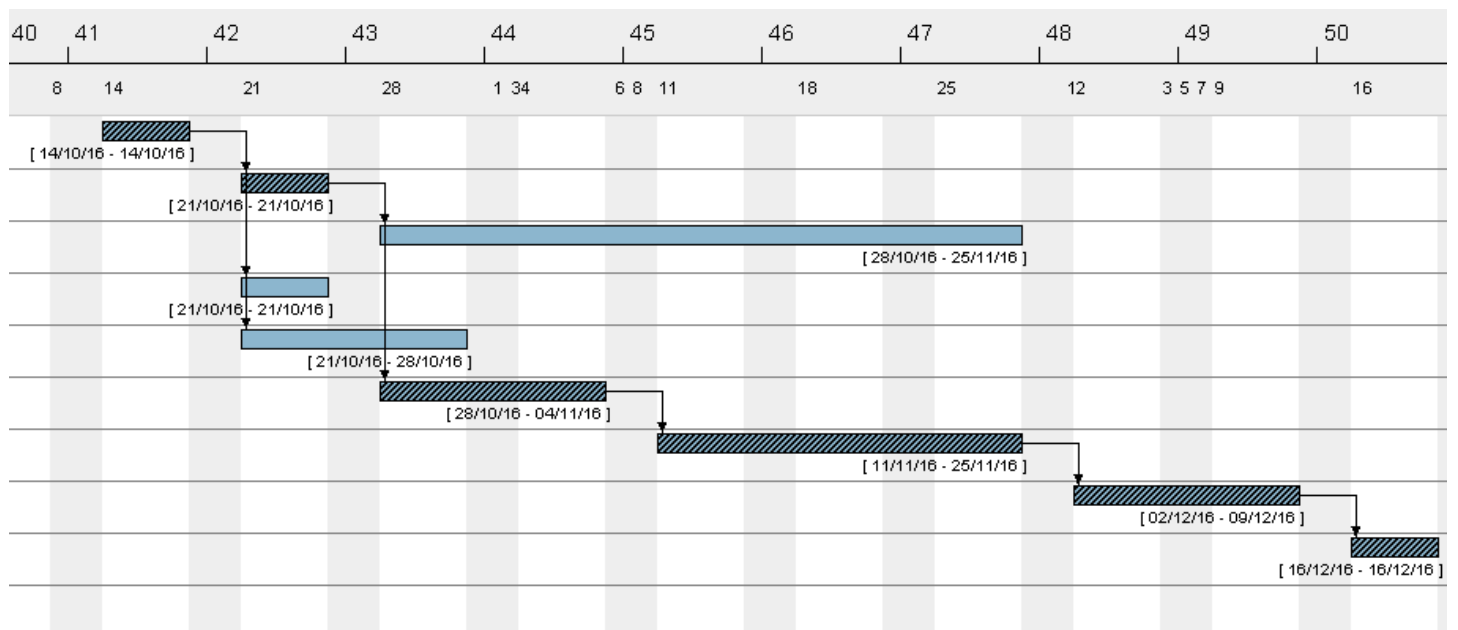 40 41 42 43 44 45 46 47 48 49 50
8 14 21 28 1 34 6 8 11 18 25 12 3 5 7 9 16
[ 14/10/16 - 14/10/16 ]
[ 21/10/16 - 21/10/16 ]
[ 28/10/16 - 25/11/16 ]
[ 21/10/16 - 21/10/16 ]
[ 21/10/16 - 28/10/16 ]
[ 28/10/16 - 04/11/16 ]
[ 11/11/16 - 25/11/16 ]
[ 02/12/16 - 09/12/16 ]
[ 16/12/16 - 16/12/16 ]